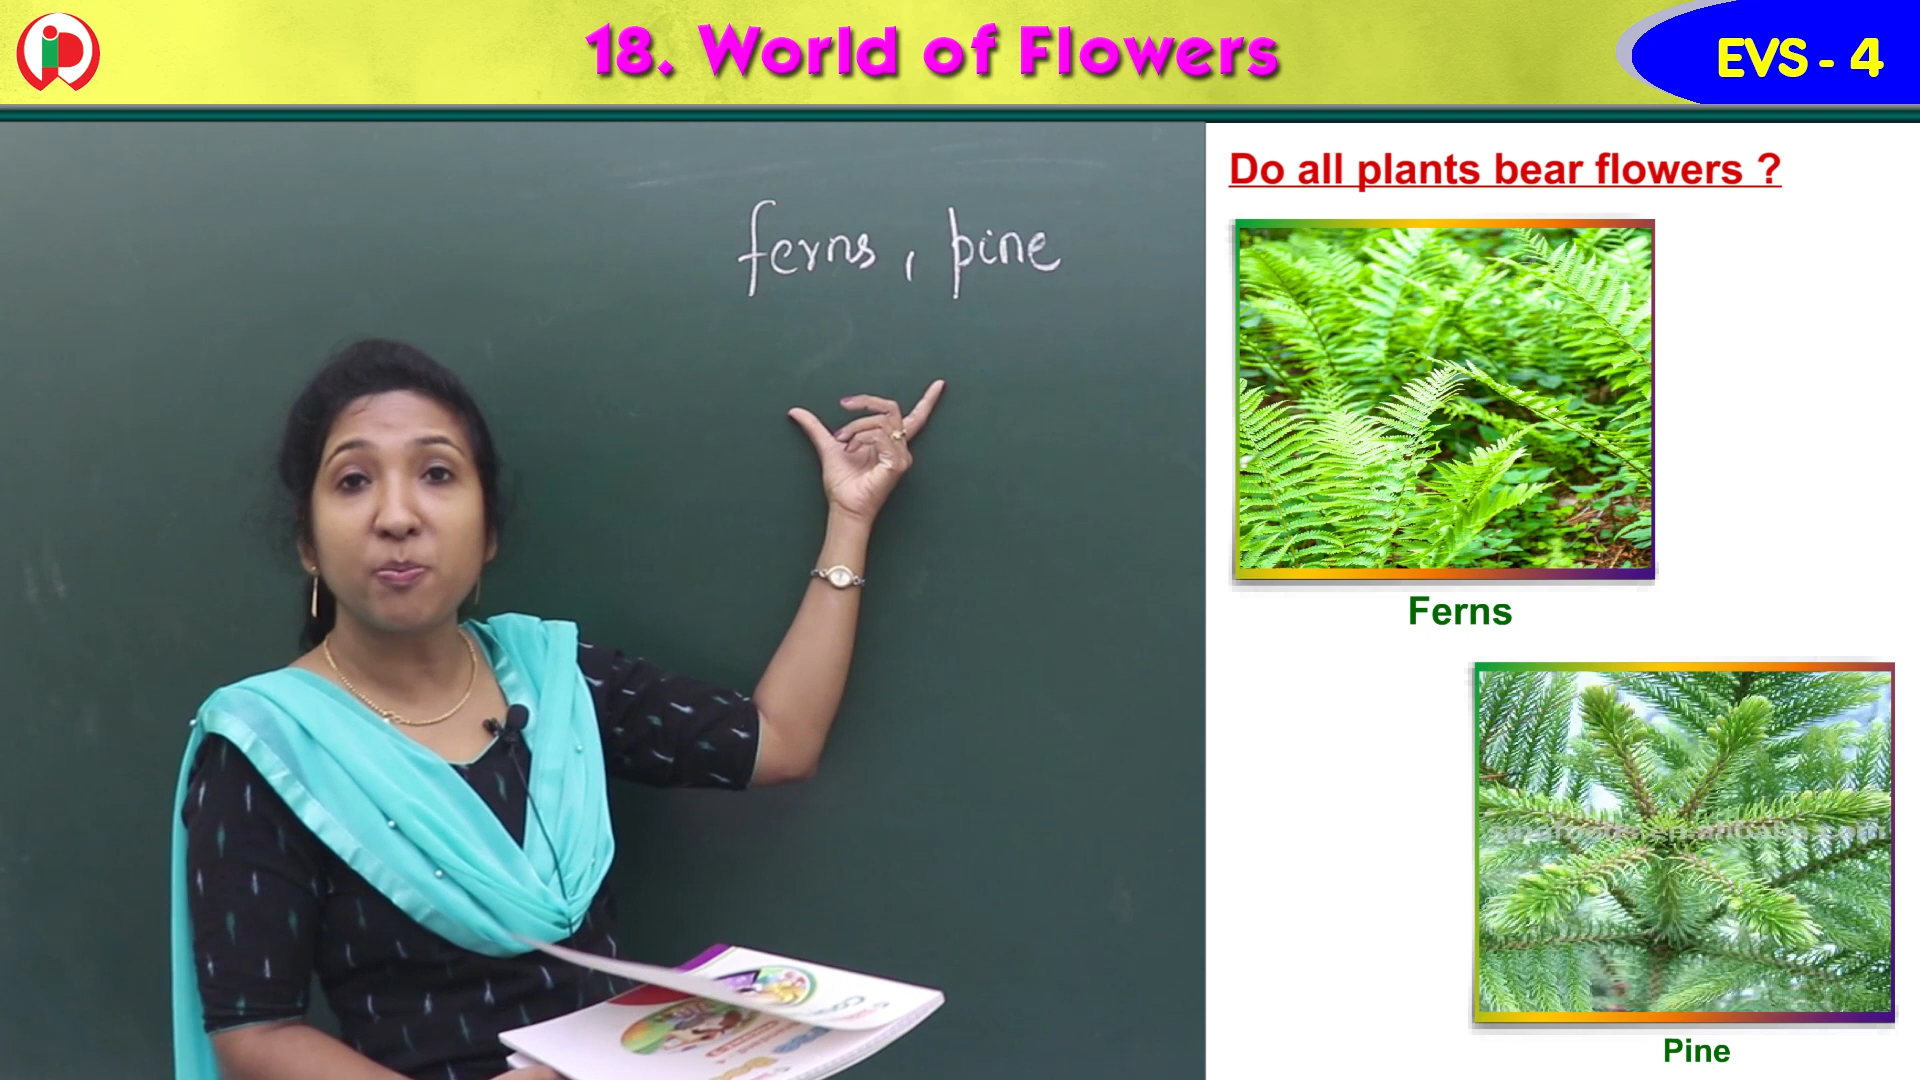 18. World of Flowers
EVS - 4
ferns, pine
Do all plants bear flowers ?
Ferns
Pine